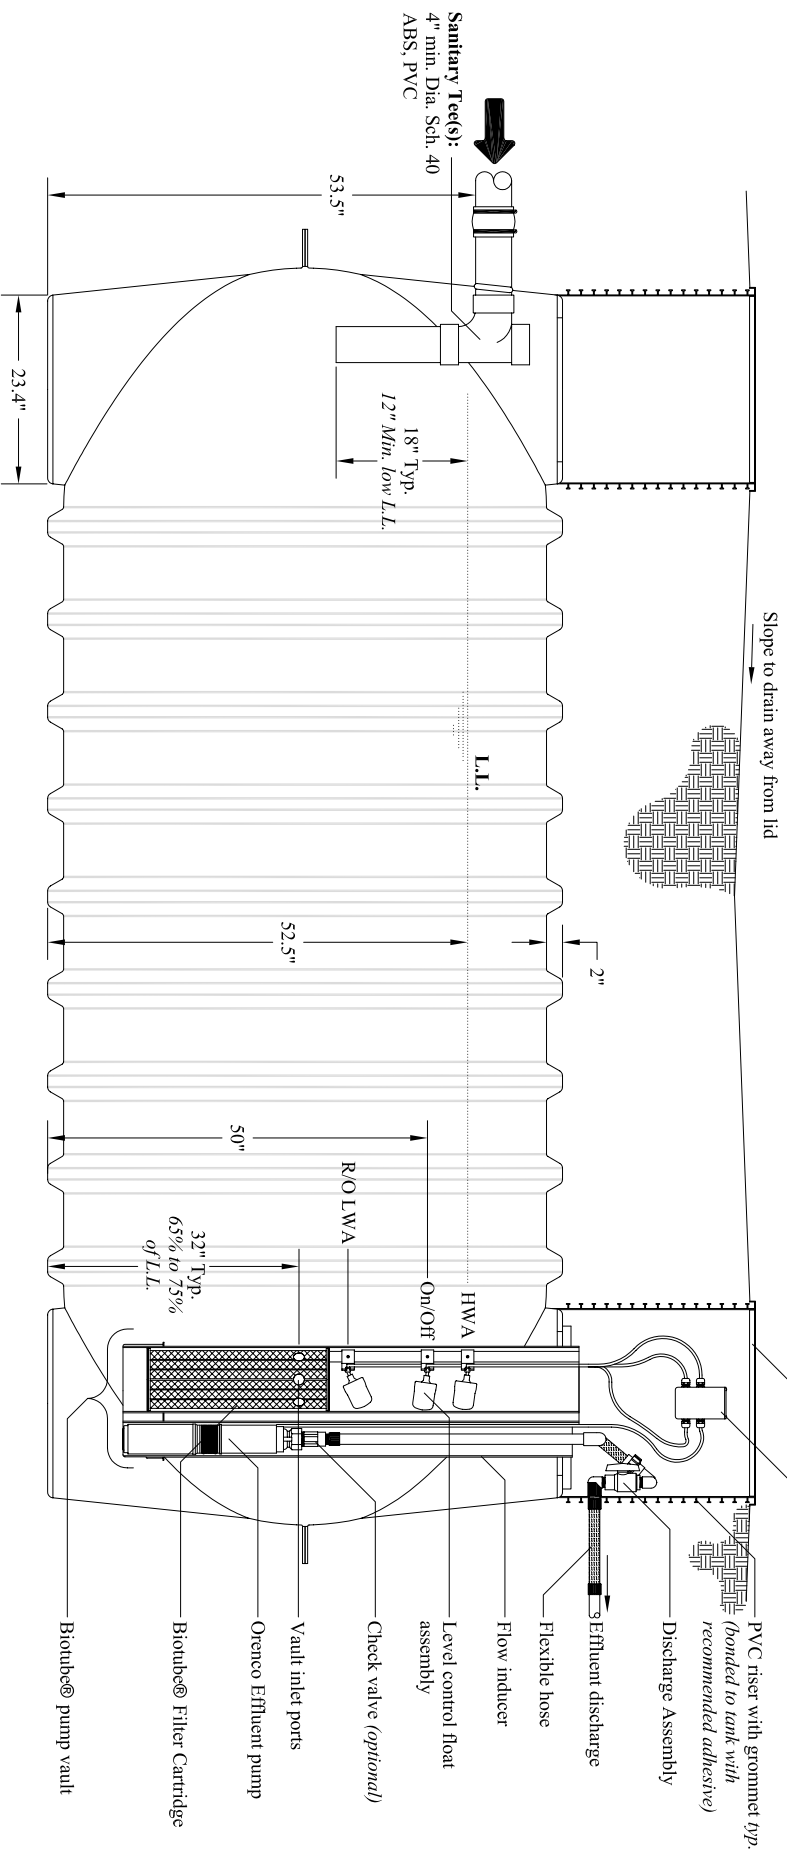 Sanitary Tee(s):
4" min. Dia. Sch. 40
ABS, PVC
53.5"
23.4"
18" Typ.
12" Min. low L.L.
Slope to drain away from lid
L.L.
52.5"
2"
50"
32" Typ.
65% to 75%
of L.L.
R/O LWA
On/Off
HWA
PVC riser with grommet typ.
(bonded to tank with
recommended adhesive)
Discharge Assembly
Effluent discharge
Flexible hose
Flow inducer
Level control float
assembly
Check valve (optional)
Vault inlet ports
Orenco Effluent pump
Biotube® Filter Cartridge
Biotube® pump vault